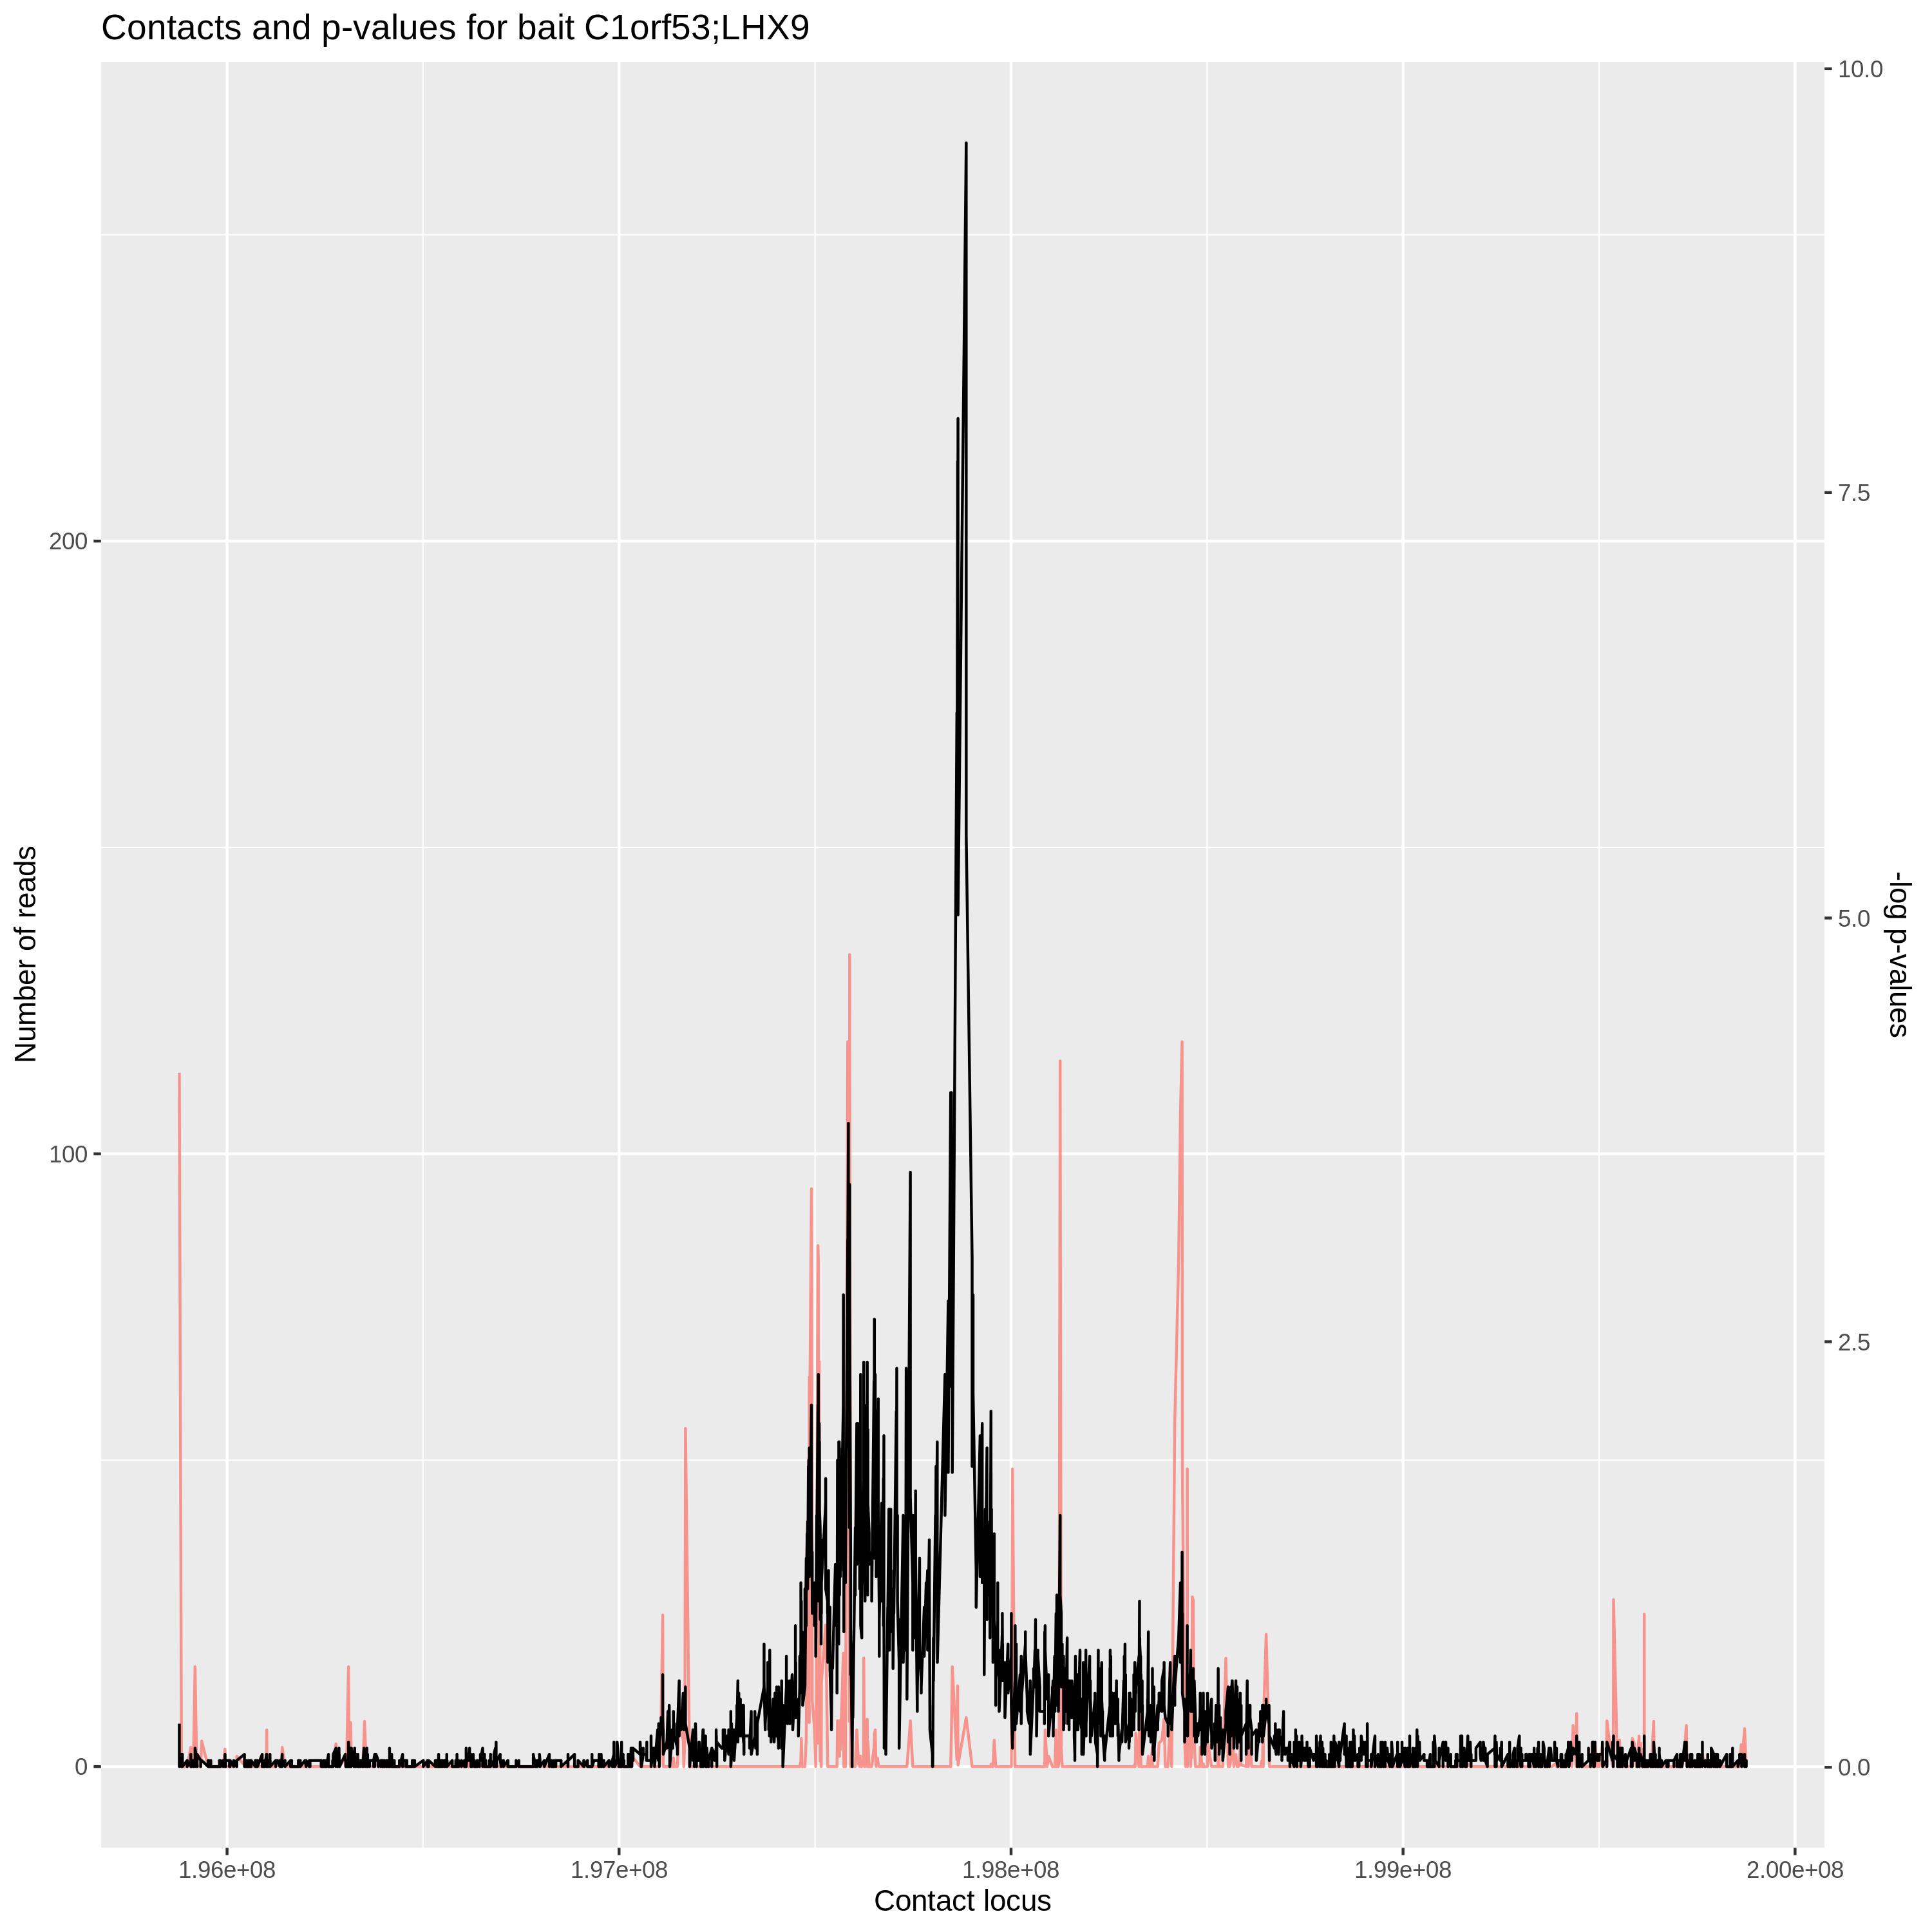 Contacts and p-values for bait C1orf53;LHX9
Number of reads
200
100
0
10.0
7.5
5.0
2.5
0.0
-log p-values
1.96e+08
1.97e+08
1.98e+08
1.99e+08
2.00e+08
Contact locus